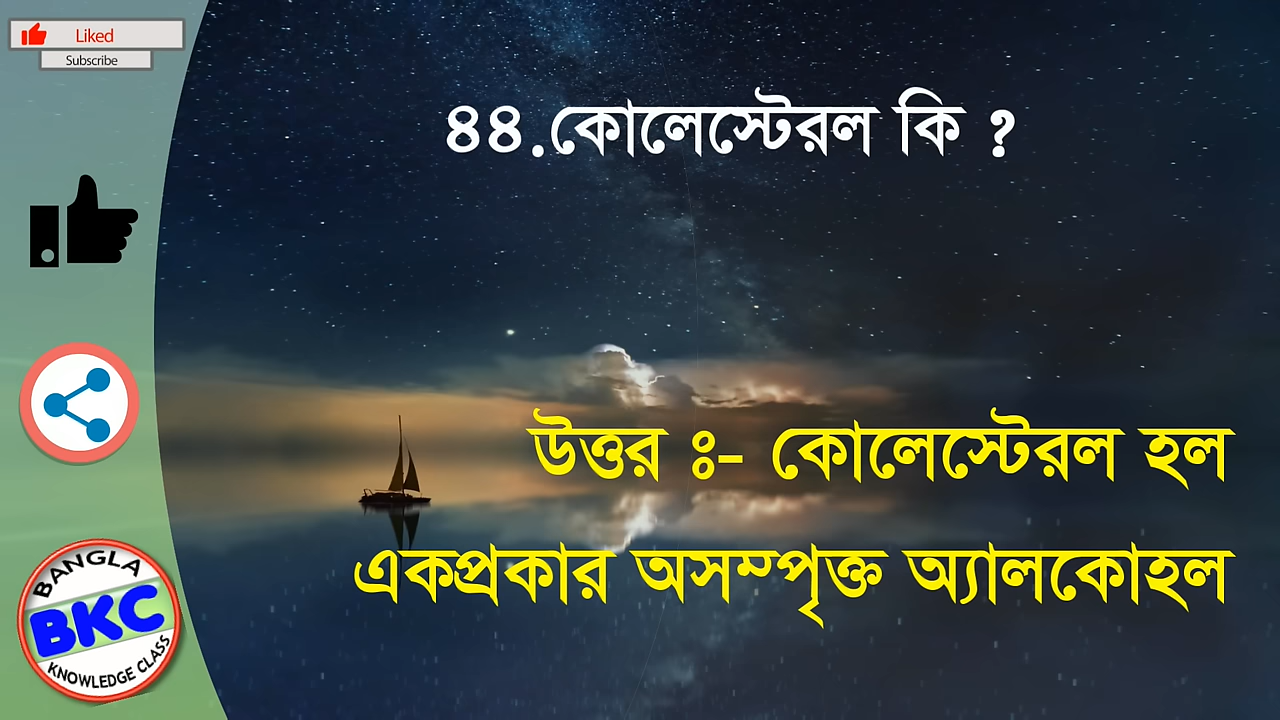 Liked
Subscribe
৪৪.কোলেস্টেরল কি ?
উত্তর ঃ- কোলেস্টেরল হল
একপ্রকার অসম্পৃক্ত অ্যালকোহল
BANGLA
BKC
KNOWLEDGE CLASS